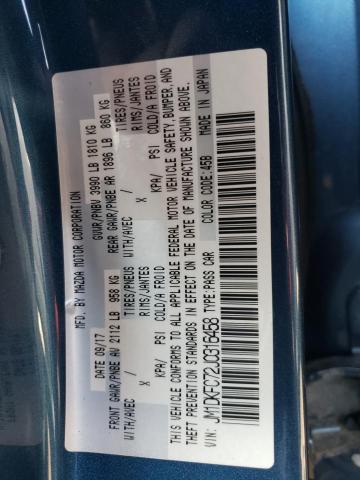 MFD. BY MAZDA MOTOR CORPORATION
DATE 09/17 GVWR/PNBV 3990 LB 1810 KG
FRONT GAWR/PNBE AV 2112 LB 958 KG REAR GAWR/PNBE AR 1896 LB 860 KG
WITH/AVEC TIRES/PNEUS WITH/AVEC TIRES/PNEUS
X RIMS/JANTES X RIMS/JANTES
KPA/ PSI COLD/A FROID KPA/ PSI COLD/A FROID
THIS VEHICLE CONFORMS TO ALL APPLICABLE FEDERAL MOTOR VEHICLE SAFETY, BUMPER, AND
THEFT PREVENTION STANDARDS IN EFFECT ON THE DATE OF MANUFACTURE SHOWN ABOVE.
VIN: JM1DKFC72J0316458 TYPE:PASS CAR COLOR CODE:45B MADE IN JAPAN